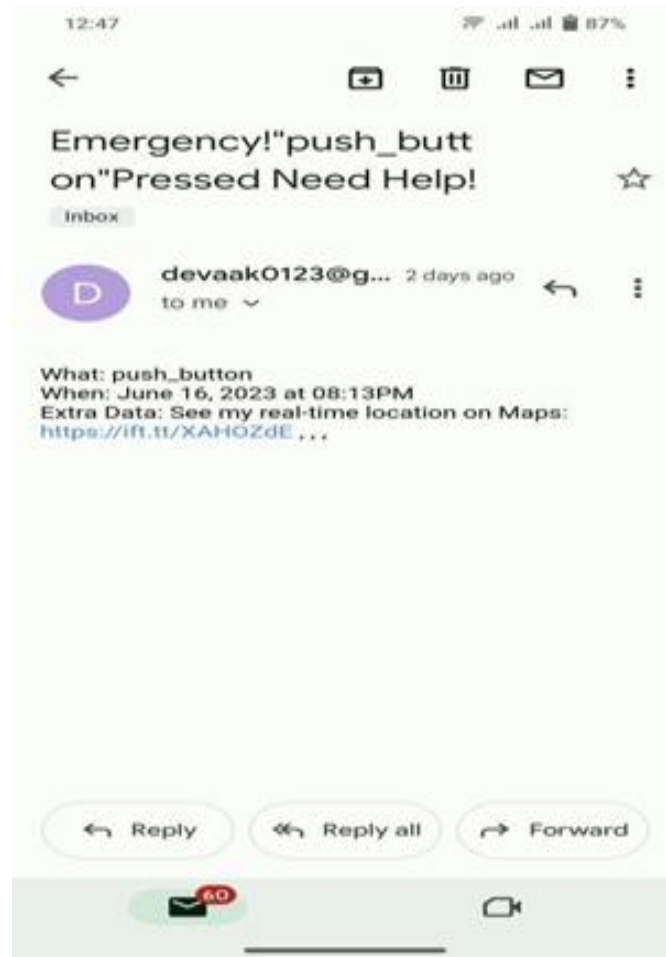 12:47
87%
Emergency!"push_butt
on"Pressed Need Help!
Inbox
D
devaak0123@g... 2 days ago
to me
What: push_button
When: June 16, 2023 at 08:13PM
Extra Data: See my real-time location on Maps:
https://ift.tt/XAHOZdE , , ,
Reply
Reply all
Forward
60